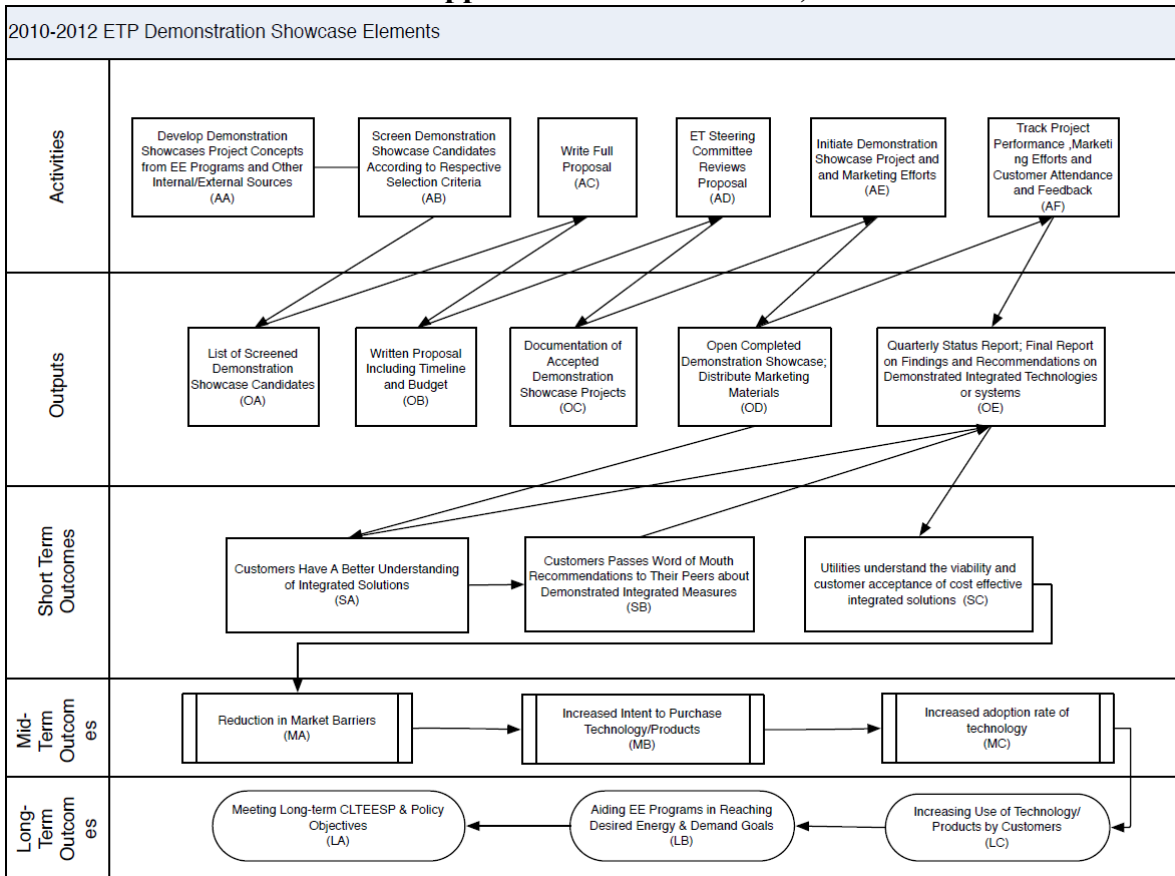 2010-2012 ETP Demonstration Showcase Elements
Activities
Develop Demonstration
Showcases Project Concepts
from EE Programs and Other
Internal/External Sources
(AA)
Screen Demonstration
Showcase Candidates
According to Respective
Selection Criteria
(AB)
Write Full
Proposal
(AC)
ET Steering
Committee
Reviews
Proposal
(AD)
Initiate Demonstration
Showcase Project and
and Marketing Efforts
(AE)
Track Project
Performance ,Marketi
ng Efforts and
Customer Attendance
and Feedback
(AF)
Outputs
List of Screened
Demonstration
Showcase Candidates
(OA)
Written Proposal
Including Timeline
and Budget
(OB)
Documentation of
Accepted
Demonstration
Showcase Projects
(OC)
Open Completed
Demonstration Showcase;
Distribute Marketing
Materials
(OD)
Quarterly Status Report; Final Report
on Findings and Recommendations on
Demonstrated Integrated Technologies
or systems
(OE)
Short Term
Outcomes
Customers Have A Better Understanding
of Integrated Solutions
(SA)
Customers Passes Word of Mouth
Recommendations to Their Peers about
Demonstrated Integrated Measures
(SB)
Utilities understand the viability and
customer acceptance of cost effective
integrated solutions (SC)
Mid-
Term
Outcom
es
Reduction in Market Barriers
(MA)
Increased Intent to Purchase
Technology/Products
(MB)
Increased adoption rate of
technology
(MC)
Long-
Term
Outcom
es
Meeting Long-term CLTEESP & Policy
Objectives
(LA)
Aiding EE Programs in Reaching
Desired Energy & Demand Goals
(LB)
Increasing Use of Technology/
Products by Customers
(LC)